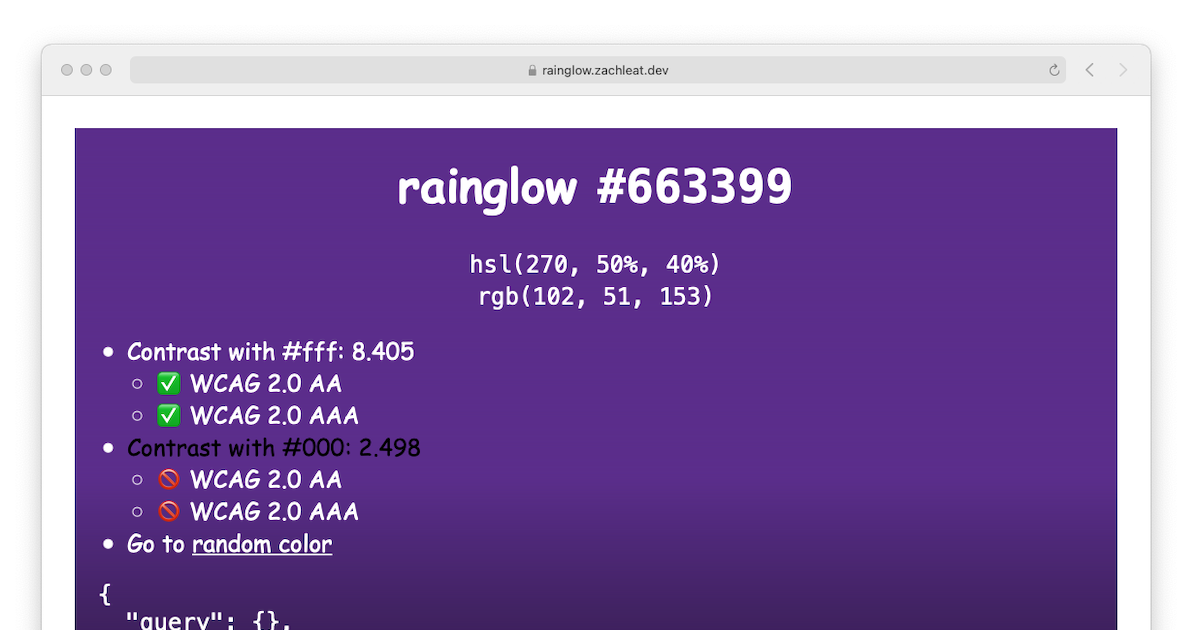 rainglow.zachleat.dev
rainglow #663399
hsl(270, 50%, 40%)
rgb(102, 51, 153)
Contrast with #fff: 8.405
WCAG 2.0 AA
WCAG 2.0 AAA
Contrast with #000: 2.498
WCAG 2.0 AA
WCAG 2.0 AAA
Go to random color
{
"query": {},